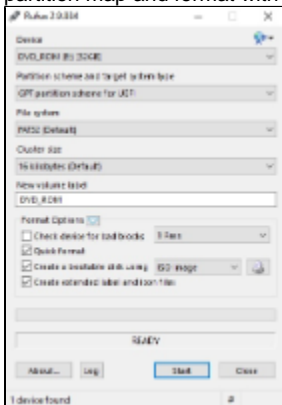 partition map and format with
Rufus 2.9.934
Device
DVD_ROM (E:) [32GB]
Partition scheme and target system type
GPT partition scheme for UEFI
File system
FAT32 (Default)
Cluster size
16 kilobytes (Default)
New volume label
DVD_ROM
Format Options
Check device for bad blocks 1 Pass
Quick format
Create a bootable disk using ISO Image
Create extended label and icon files
READY
About... Log Start Close
1 device found #